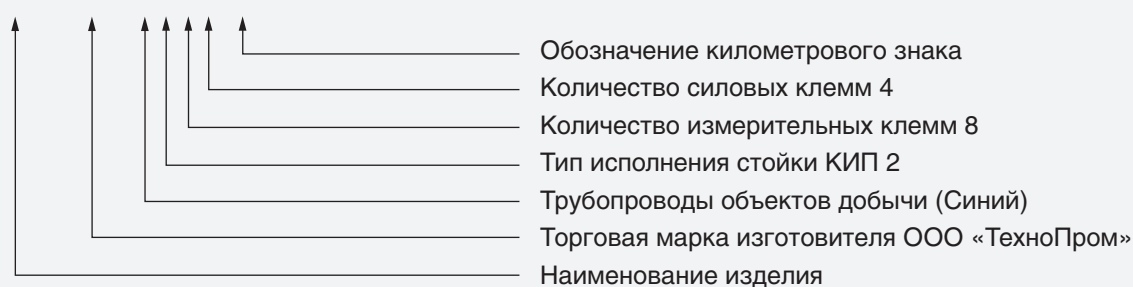 Обозначение километрового знака
Количество силовых клемм 4
Количество измерительных клемм 8
Тип исполнения стойки КИП 2
Трубопроводы объектов добычи (Синий)
Торговая марка изготовителя ООО «ТехноПром»
Наименование изделия